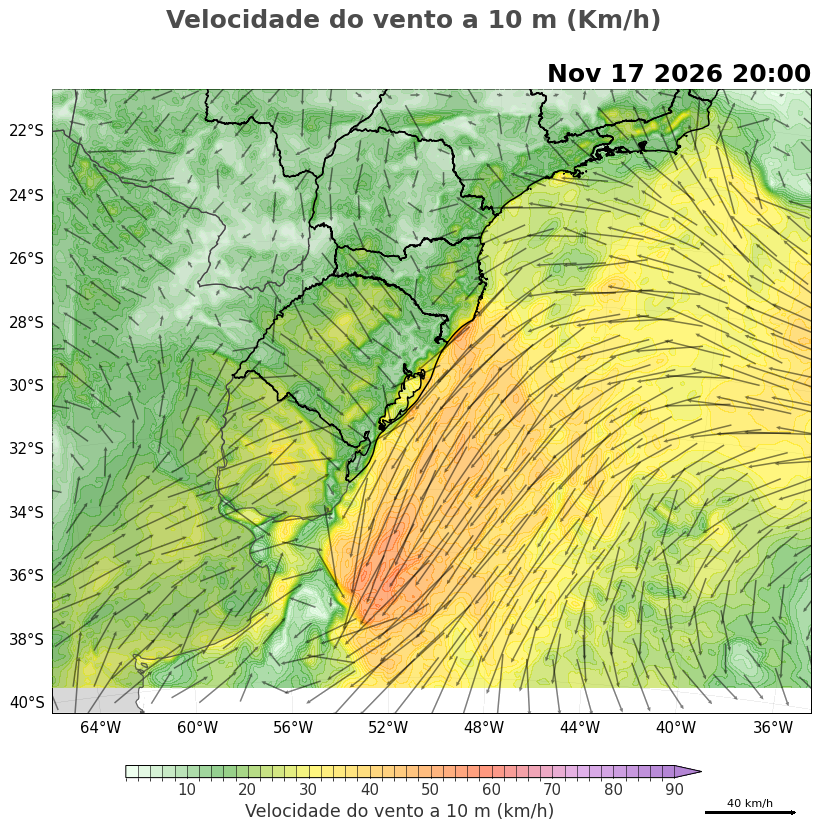 Velocidade do vento a 10 m (Km/h)
Nov 17 2026 20:00
22°S
24°S
26°S
28°S
30°S
32°S
34°S
36°S
38°S
40°S
64°W 60°W 56°W 52°W 48°W 44°W 40°W 36°W
10 20 30 40 50 60 70 80 90
Velocidade do vento a 10 m (km/h)
40 km/h